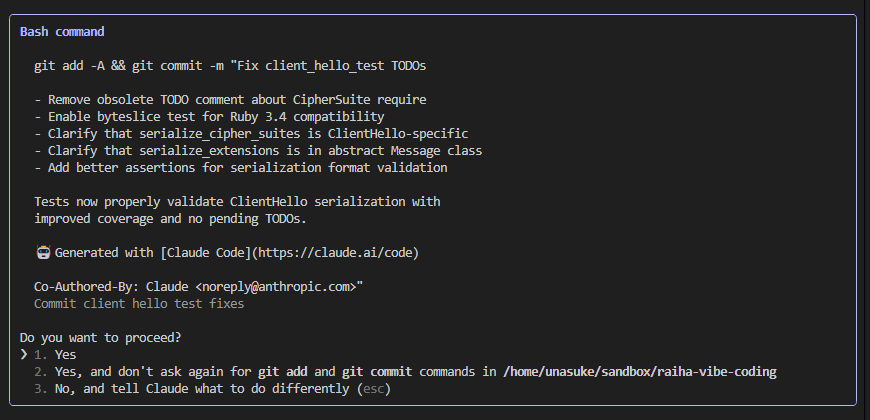 Bash command
git add -A && git commit -m "Fix client_hello_test TODOs
- Remove obsolete TODO comment about CipherSuite require
- Enable byteslice test for Ruby 3.4 compatibility
- Clarify that serialize_cipher_suites is ClientHello-specific
- Clarify that serialize_extensions is in abstract Message class
- Add better assertions for serialization format validation
Tests now properly validate ClientHello serialization with
improved coverage and no pending TODOs.
🤖 Generated with [Claude Code](https://claude.ai/code)
Co-Authored-By: Claude <noreply@anthropic.com>"
Commit client hello test fixes
Do you want to proceed?
❯ 1. Yes
2. Yes, and don't ask again for git add and git commit commands in /home/unasuke/sandbox/raiha-vibe-coding
3. No, and tell Claude what to do differently (esc)